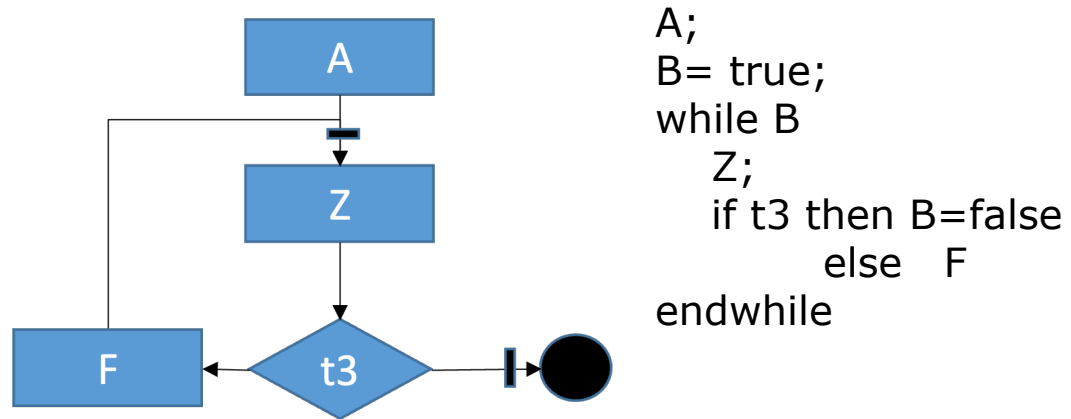 A
Z
F
t3
A;
B= true;
while B
Z;
if t3 then B=false
else F
endwhile